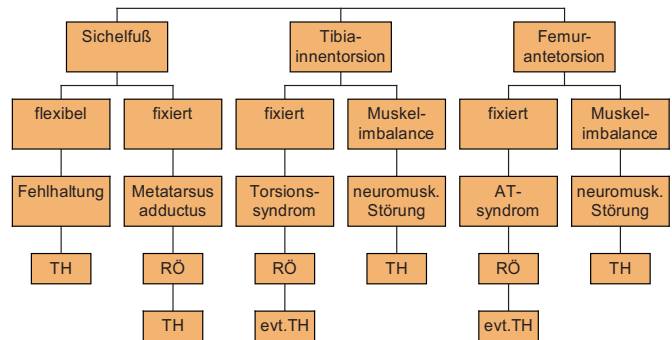 Sichelfuß
Tibia-
innentorsion
Femur-
antetorsion
flexibel
fixiert
fixiert
Muskel-
imbalance
fixiert
Muskel-
imbalance
Fehlhaltung
Metatarsus
adductus
Torsions-
syndrom
neuromusk.
Störung
AT-
syndrom
neuromusk.
Störung
TH
RÖ
RÖ
TH
RÖ
TH
TH
evt.TH
evt.TH